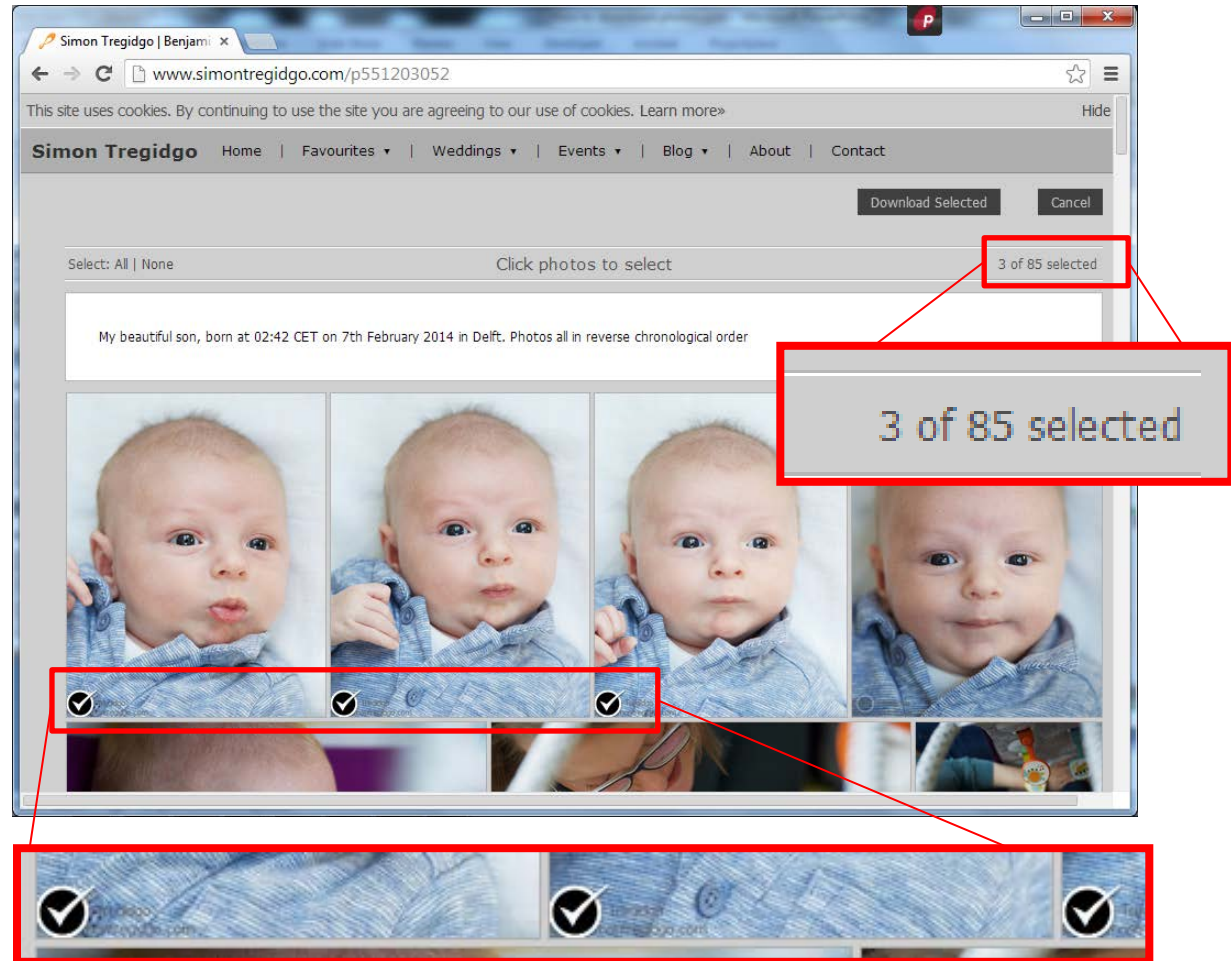 Simon Tregidgo | Benjami
www.simontregidgo.com/p551203052
This site uses cookies. By continuing to use the site you are agreeing to our use of cookies. Learn more» Hide
Simon Tregidgo Home | Favourites ▾ | Weddings ▾ | Events ▾ | Blog ▾ | About | Contact
Download Selected Cancel
Select: All | None Click photos to select 3 of 85 selected
My beautiful son, born at 02:42 CET on 7th February 2014 in Delft. Photos all in reverse chronological order
3 of 85 selected